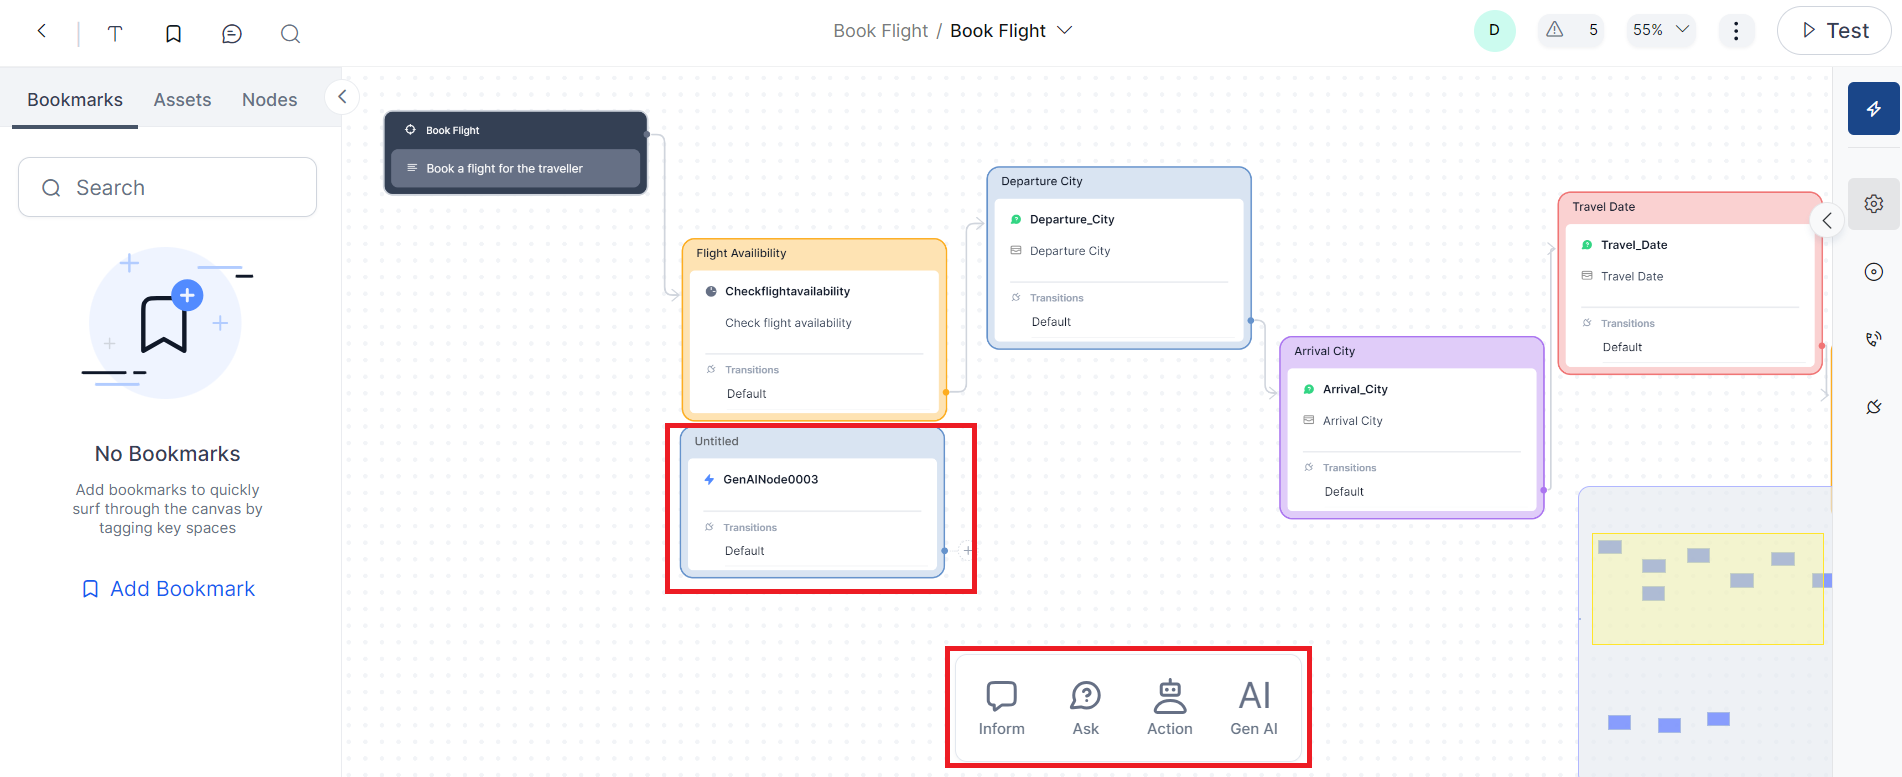 T
Book Flight / Book Flight
D
5
55%
Test
Bookmarks
Assets
Nodes
Search
No Bookmarks
Add bookmarks to quickly
surf through the canvas by
tagging key spaces
Add Bookmark
Book Flight
Book a flight for the traveller
Flight Availibility
Checkflightavailability
Check flight availability
Transitions
Default
Untitled
GenAINode0003
Transitions
Default
Departure City
Departure_City
Departure City
Transitions
Default
Arrival City
Arrival_City
Arrival City
Transitions
Default
Travel Date
Travel_Date
Travel Date
Transitions
Default
Inform
Ask
Action
AI
Gen AI